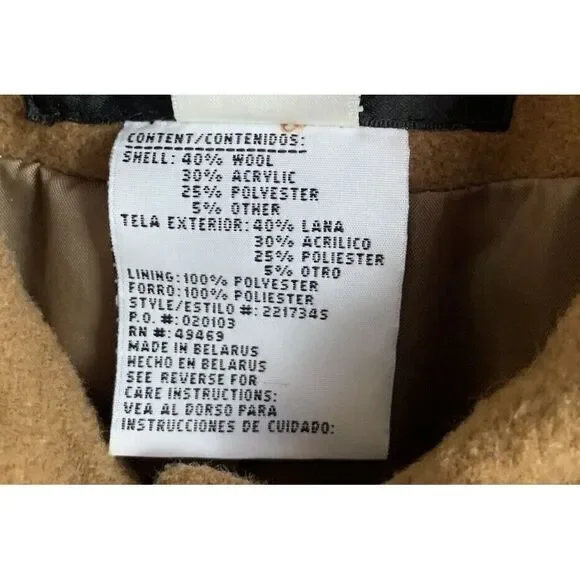 CONTENT/CONTENIDOS:
SHELL: 40% WOOL
30% ACRYLIC
25% POLYESTER
5% OTHER
TELA EXTERIOR: 40% LANA
30% ACRILICO
25% POLIESTER
5% OTRO
LINING: 100% POLYESTER
FORRO: 100% POLIESTER
STYLE/ESTILO #: 2217345
P.O. #: 020103
RN #: 49469
MADE IN BELARUS
HECHO EN BELARUS
SEE REVERSE FOR
CARE INSTRUCTIONS:
VEA AL DORSO PARA
INSTRUCCIONES DE CUIDADO: